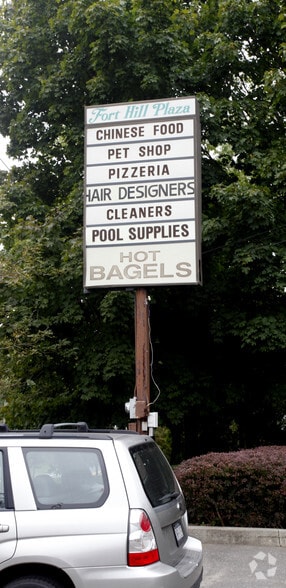 Fort Hill Plaza
CHINESE FOOD
PET SHOP
PIZZERIA
HAIR DESIGNERS
CLEANERS
POOL SUPPLIES
HOT
BAGELS